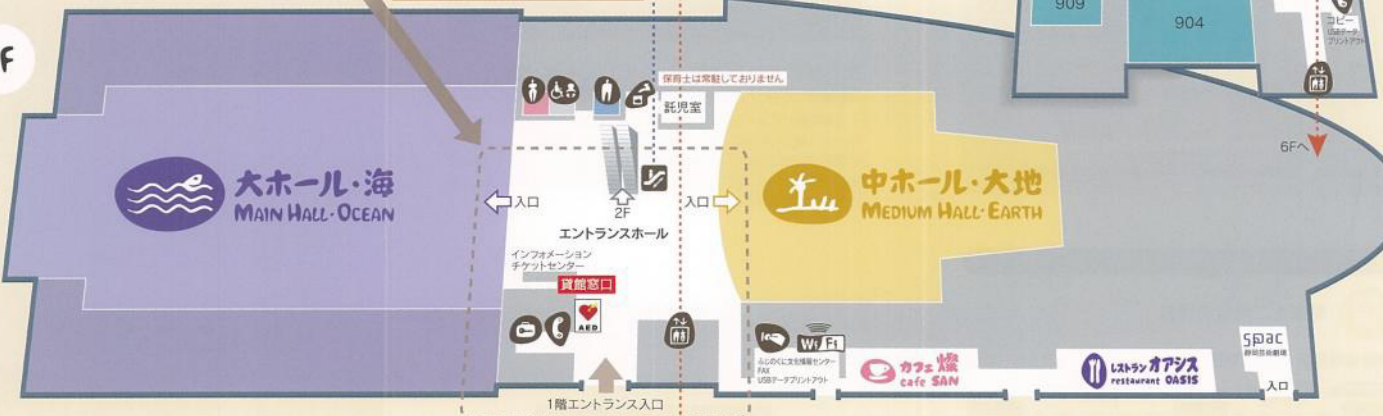 F
909
904
コピー
USBデータ
プリントアウト
保育士は常駐しておりません
託児室
6Fへ
大ホール・海
MAIN HALL・OCEAN
中ホール・大地
MEDIUM HALL・EARTH
入口
2F
入口
エントランスホール
インフォメーション
チケットセンター
貸館窓口
AED
Wi Fi
ふじのくに文化情報センター
FAX
USBデータプリントアウト
カフェ 燦
cafe SAN
レストラン オアシス
restaurant OASIS
spac
静岡芸術劇場
入口
1階エントランス入口